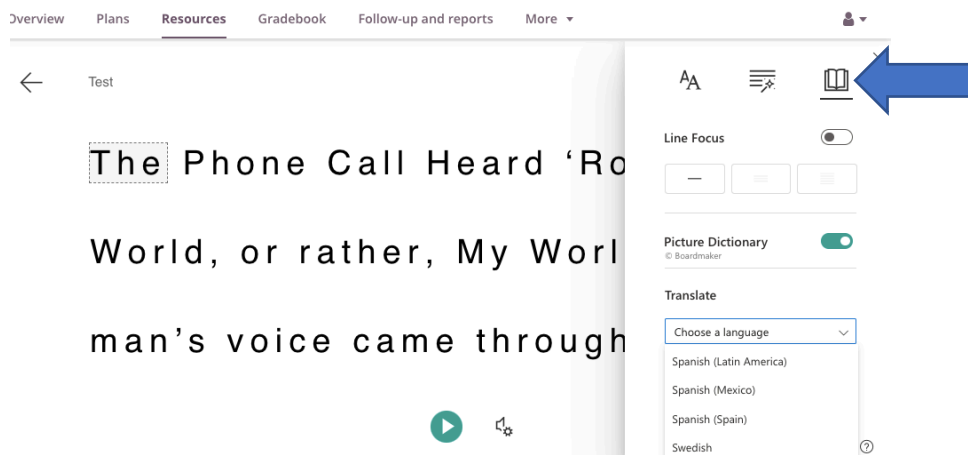 Overview Plans Resources Gradebook Follow-up and reports More
Test
The Phone Call Heard ‘Ro
World, or rather, My Worl
man’s voice came through
Line Focus
Picture Dictionary
© Boardmaker
Translate
Choose a language
Spanish (Latin America)
Spanish (Mexico)
Spanish (Spain)
Swedish